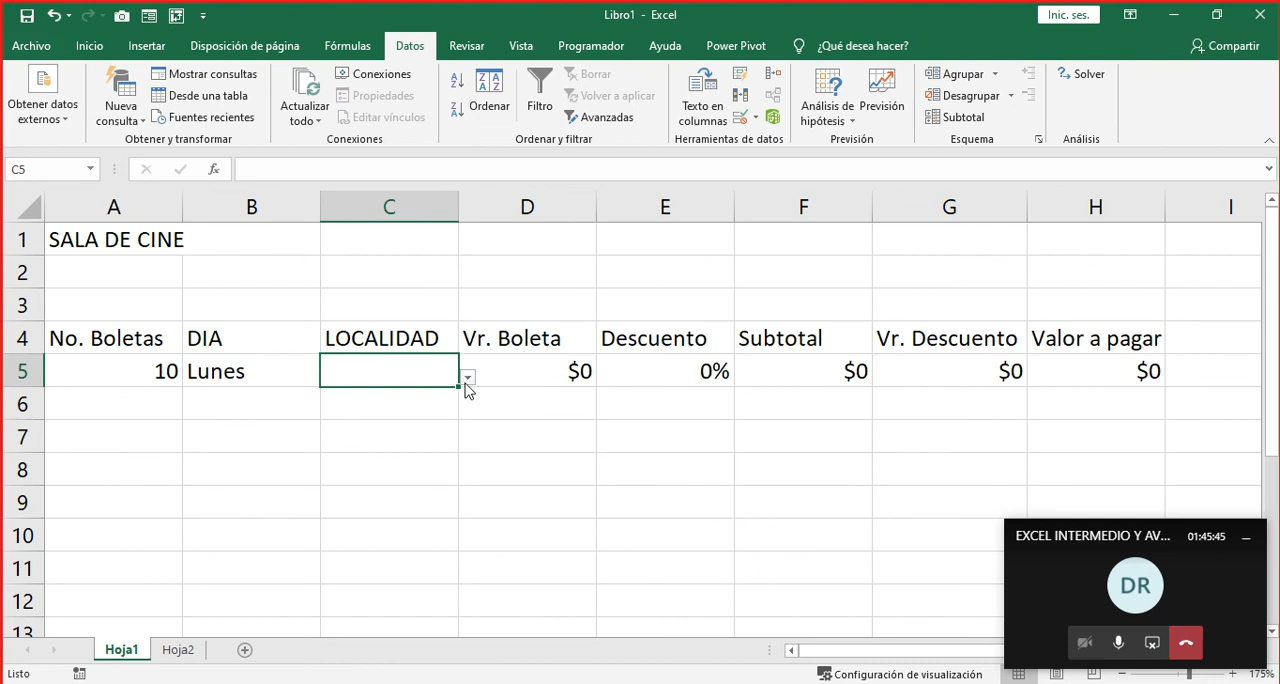 Libro1 - Excel
Inic. ses.
Archivo Inicio Insertar Disposición de página Fórmulas Datos Revisar Vista Programador Ayuda Power Pivot ¿Qué desea hacer? Compartir
Obtener datos externos
Nueva consulta
Mostrar consultas
Desde una tabla
Fuentes recientes
Obtener y transformar
Actualizar todo
Conexiones
Propiedades
Editar vínculos
Conexiones
Ordenar
Filtro
Borrar
Volver a aplicar
Avanzadas
Ordenar y filtrar
Texto en columnas
Herramientas de datos
Análisis de hipótesis
Previsión
Previsión
Agrupar
Desagrupar
Subtotal
Esquema
Solver
Análisis
C5 fx
A B C D E F G H I
1 SALA DE CINE
2
3
4 No. Boletas DIA LOCALIDAD Vr. Boleta Descuento Subtotal Vr. Descuento Valor a pagar
5 10 Lunes $0 0% $0 $0 $0
6
7
8
9
10
11
12
13
EXCEL INTERMEDIO Y AV... 01:45:45
DR
Hoja1 Hoja2
Listo Configuración de visualización 175%